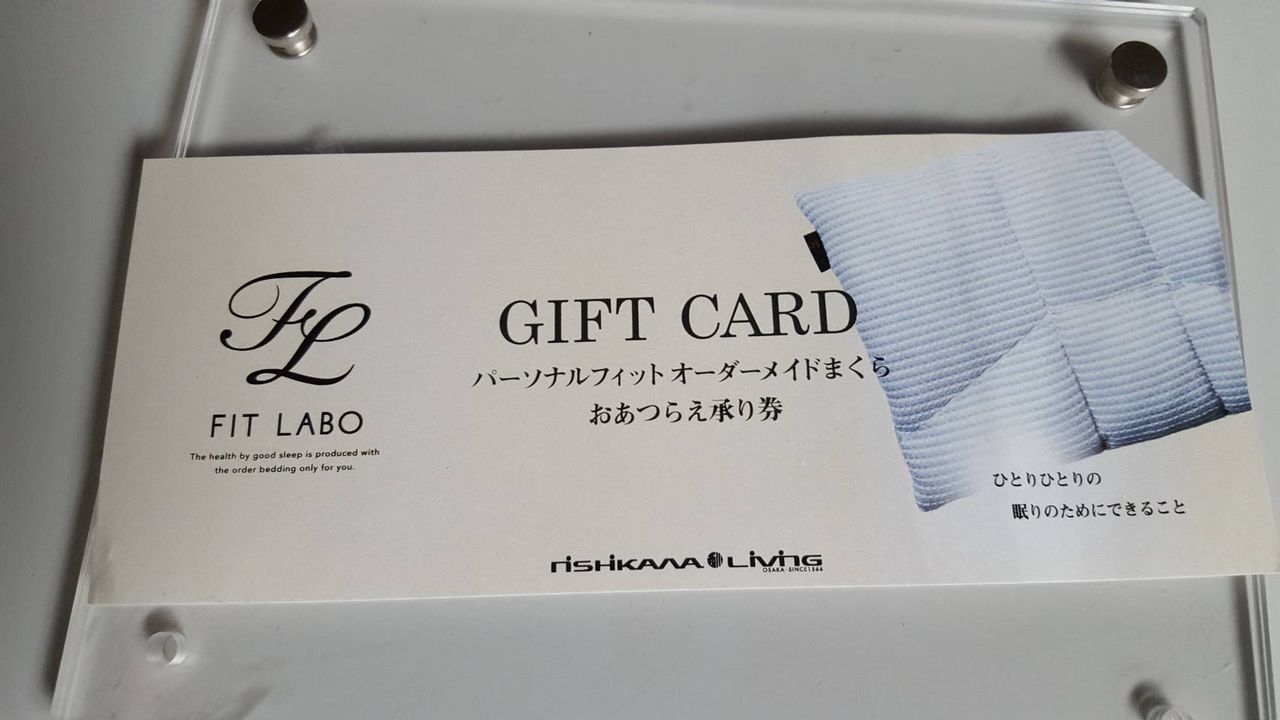 FL
FIT LABO
The health by good sleep is produced with
the order bedding only for you.
GIFT CARD
パーソナルフィット オーダーメイドまくら
おあつらえ承り券
ひとりひとりの
眠りのためにできること
nishikawa Living
OSAKA・SINCE1566